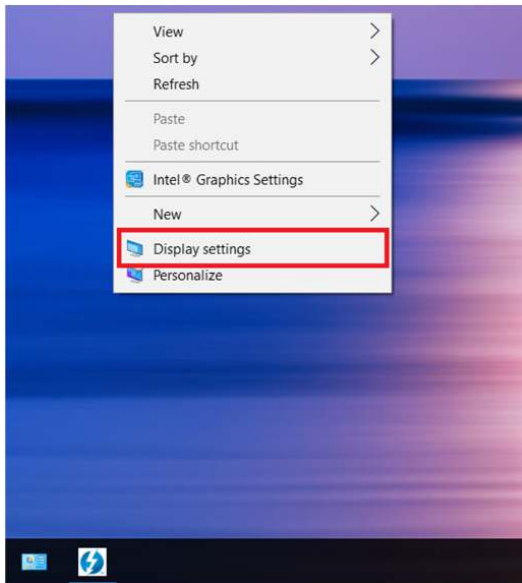 View
Sort by
Refresh
Paste
Paste shortcut
Intel® Graphics Settings
New
Display settings
Personalize